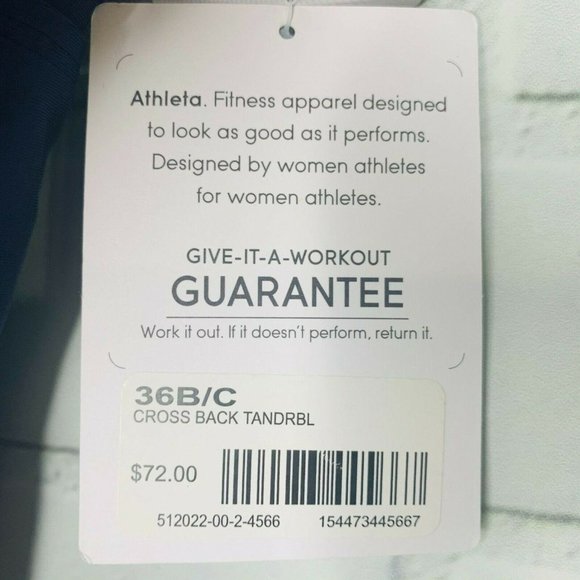 Athleta. Fitness apparel designed
to look as good as it performs.
Designed by women athletes
for women athletes.
GIVE-IT-A-WORKOUT
GUARANTEE
Work it out. If it doesn't perform, return it.
36B/C
CROSS BACK TANDRBL
$72.00
512022-00-2-4566 154473445667